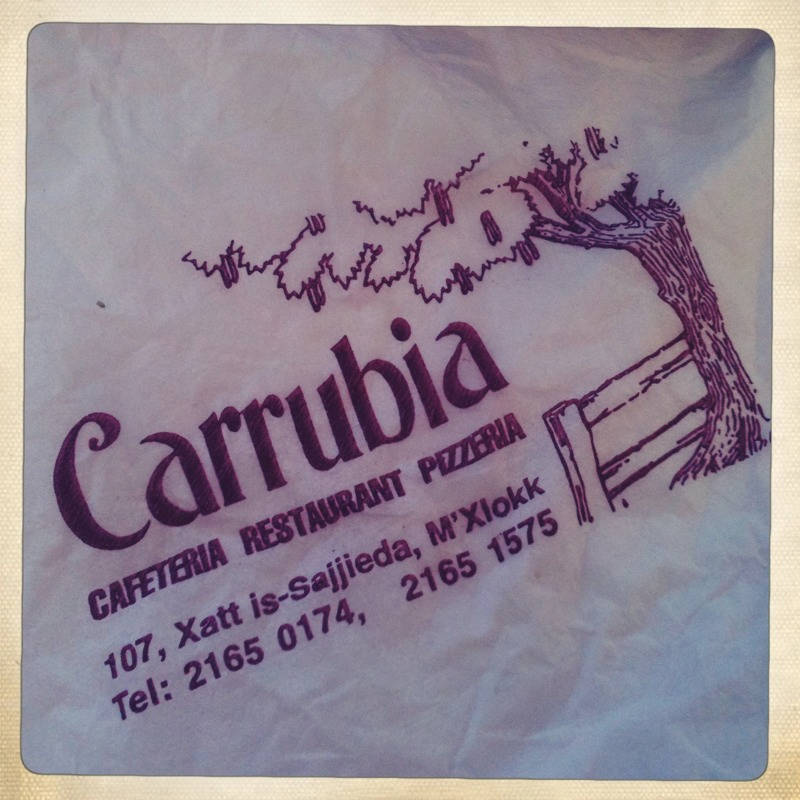 Carrubia
CAFETERIA RESTAURANT PIZZERIA
107, Xatt is-Sajjieda, M'Xlokk
Tel: 2165 0174, 2165 1575